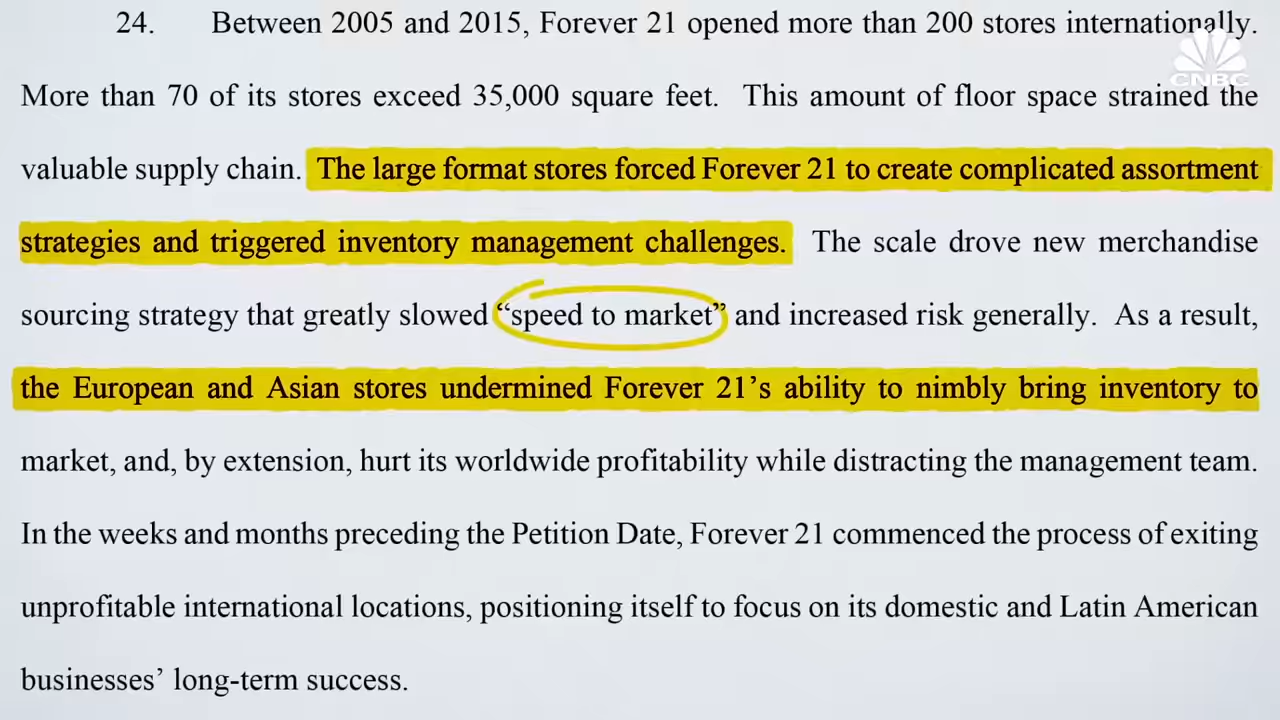 24. Between 2005 and 2015, Forever 21 opened more than 200 stores internationally.
CNBC
More than 70 of its stores exceed 35,000 square feet. This amount of floor space strained the
valuable supply chain. The large format stores forced Forever 21 to create complicated assortment
strategies and triggered inventory management challenges. The scale drove new merchandise
sourcing strategy that greatly slowed “speed to market” and increased risk generally. As a result,
the European and Asian stores undermined Forever 21’s ability to nimbly bring inventory to
market, and, by extension, hurt its worldwide profitability while distracting the management team.
In the weeks and months preceding the Petition Date, Forever 21 commenced the process of exiting
unprofitable international locations, positioning itself to focus on its domestic and Latin American
businesses’ long-term success.